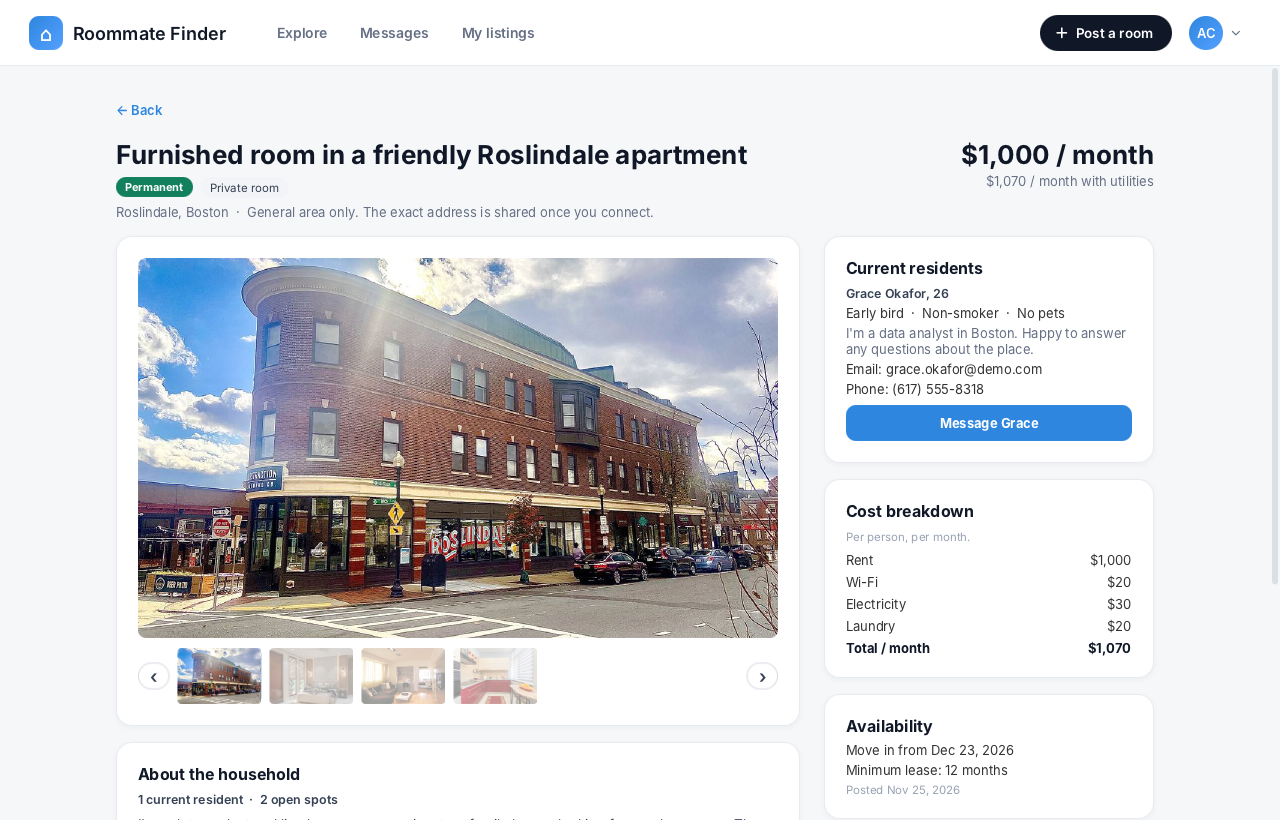 Roommate Finder
Explore
Messages
My listings
+ Post a room
AC
← Back
Furnished room in a friendly Roslindale apartment
$1,000 / month
Permanent
Private room
$1,070 / month with utilities
Roslindale, Boston · General area only. The exact address is shared once you connect.
ROSLINDALE
Current residents
Grace Okafor, 26
Early bird · Non-smoker · No pets
I'm a data analyst in Boston. Happy to answer
any questions about the place.
Email: grace.okafor@demo.com
Phone: (617) 555-8318
Message Grace
Cost breakdown
Per person, per month.
Rent $1,000
Wi-Fi $20
Electricity $30
Laundry $20
Total / month $1,070
Availability
Move in from Dec 23, 2026
Minimum lease: 12 months
Posted Nov 25, 2026
About the household
1 current resident · 2 open spots